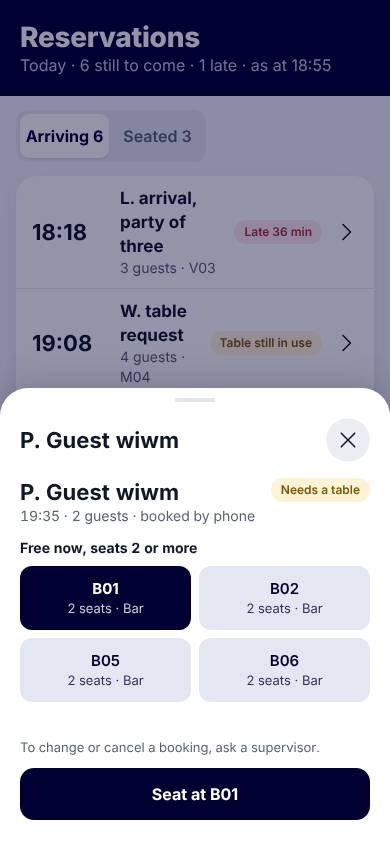 Reservations
Today · 6 still to come · 1 late · as at 18:55
Arriving 6
Seated 3
18:18
L. arrival,
party of
three
3 guests · V03
Late 36 min
19:08
W. table
request
4 guests ·
M04
Table still in use
P. Guest wiwm
P. Guest wiwm
Needs a table
19:35 · 2 guests · booked by phone
Free now, seats 2 or more
B01
2 seats · Bar
B02
2 seats · Bar
B05
2 seats · Bar
B06
2 seats · Bar
To change or cancel a booking, ask a supervisor.
Seat at B01